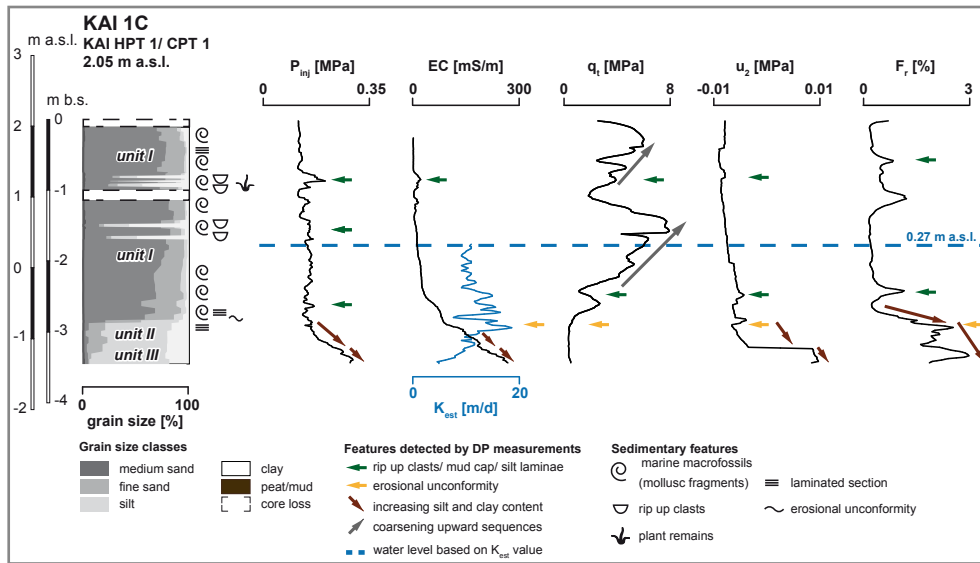 KAI 1C
KAI HPT 1/ CPT 1
2.05 m a.s.l.
m a.s.l.
m b.s.
P inj [MPa]
EC [mS/m]
q t [MPa]
u 2 [MPa]
F r [%]
0 0.35
0 300
0 8
-0.01 0.01
0 3
3
2
1
0
-1
-2
0
-1
-2
-3
-4
unit I
unit I
unit II
unit III
0.27 m a.s.l.
0 100
grain size [%]
0 20
K est [m/d]
Grain size classes
medium sand
fine sand
silt
clay
peat/mud
core loss
Features detected by DP measurements
rip up clasts/ mud cap/ silt laminae
erosional unconformity
increasing silt and clay content
coarsening upward sequences
water level based on K est value
Sedimentary features
marine macrofossils
(mollusc fragments)
rip up clasts
plant remains
laminated section
erosional unconformity